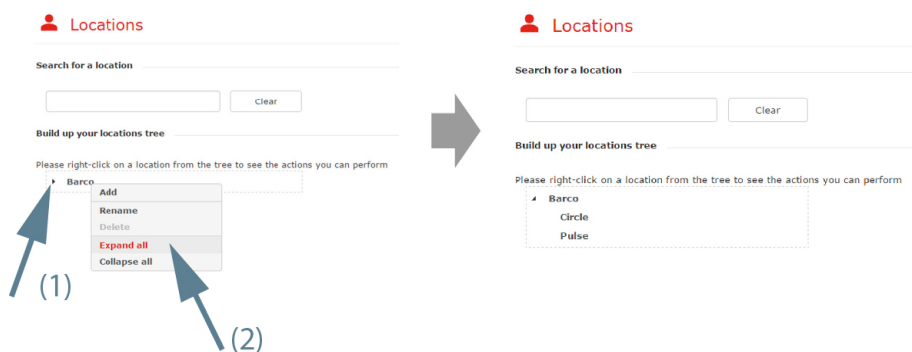 Locations
Search for a location
Clear
Build up your locations tree
Please right-click on a location from the tree to see the actions you can perform
Barco
Add
Rename
Delete
Expand all
Collapse all
(1)
(2)
Locations
Search for a location
Clear
Build up your locations tree
Please right-click on a location from the tree to see the actions you can perform
Barco
Circle
Pulse